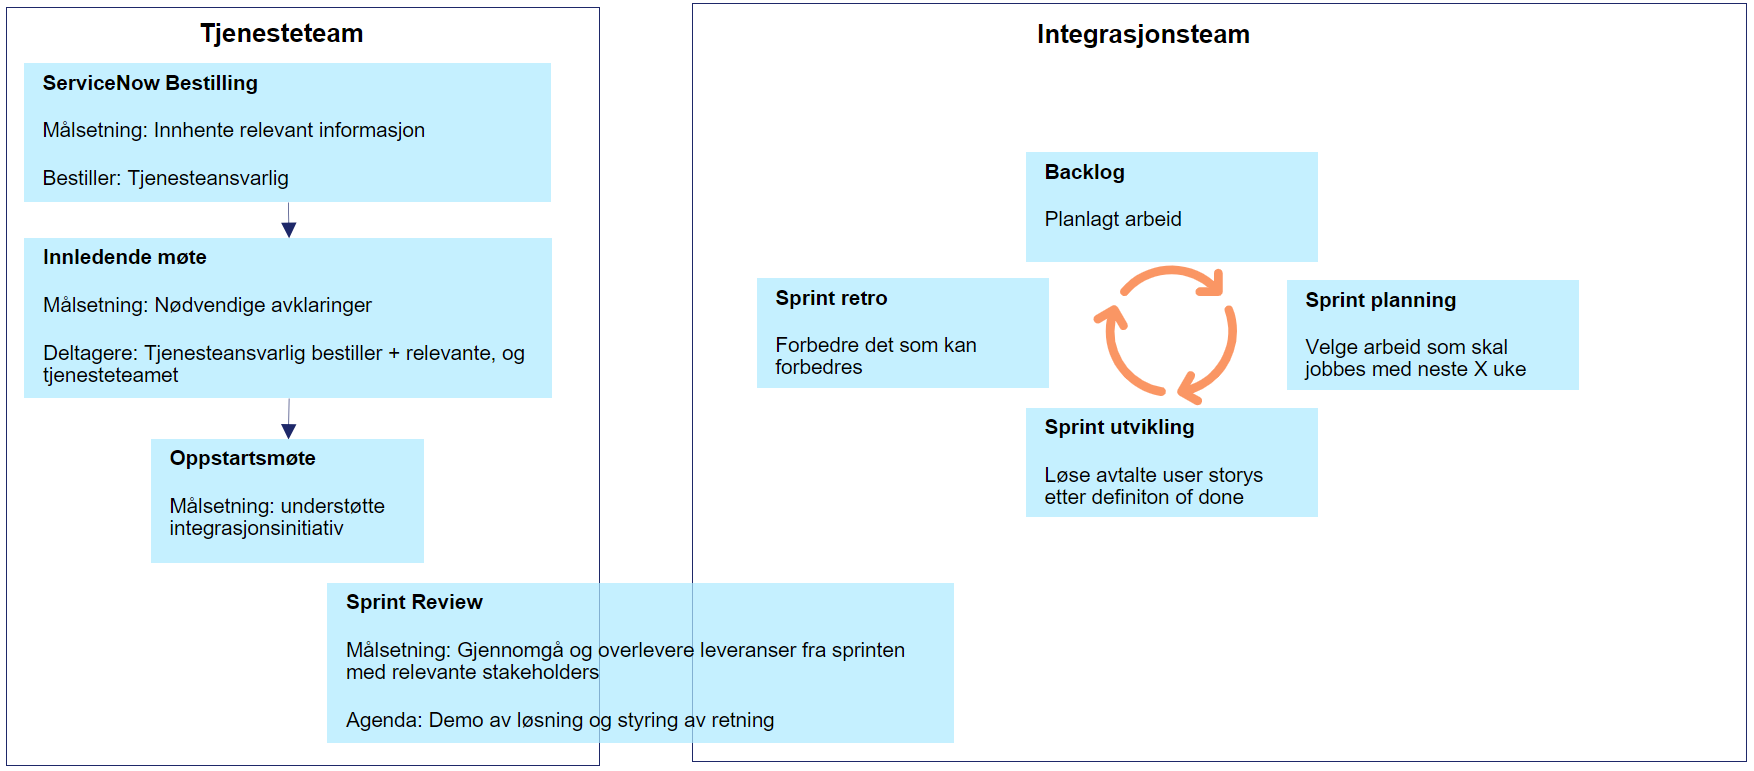 Tjenesteteam
ServiceNow Bestilling
Målsetning: Innhente relevant informasjon
Bestiller: Tjenesteansvarlig
Innledende møte
Målsetning: Nødvendige avklaringer
Deltagere: Tjenesteansvarlig bestiller + relevante, og
tjenesteteamet
Oppstartsmøte
Målsetning: understøtte
integrasjonsinitiativ
Sprint Review
Målsetning: Gjennomgå og overlevere leveranser fra sprinten
med relevante stakeholders
Agenda: Demo av løsning og styring av retning
Integrasjonsteam
Backlog
Planlagt arbeid
Sprint planning
Velge arbeid som skal
jobbes med neste X uke
Sprint utvikling
Løse avtalte user storys
etter definiton of done
Sprint retro
Forbedre det som kan
forbedres